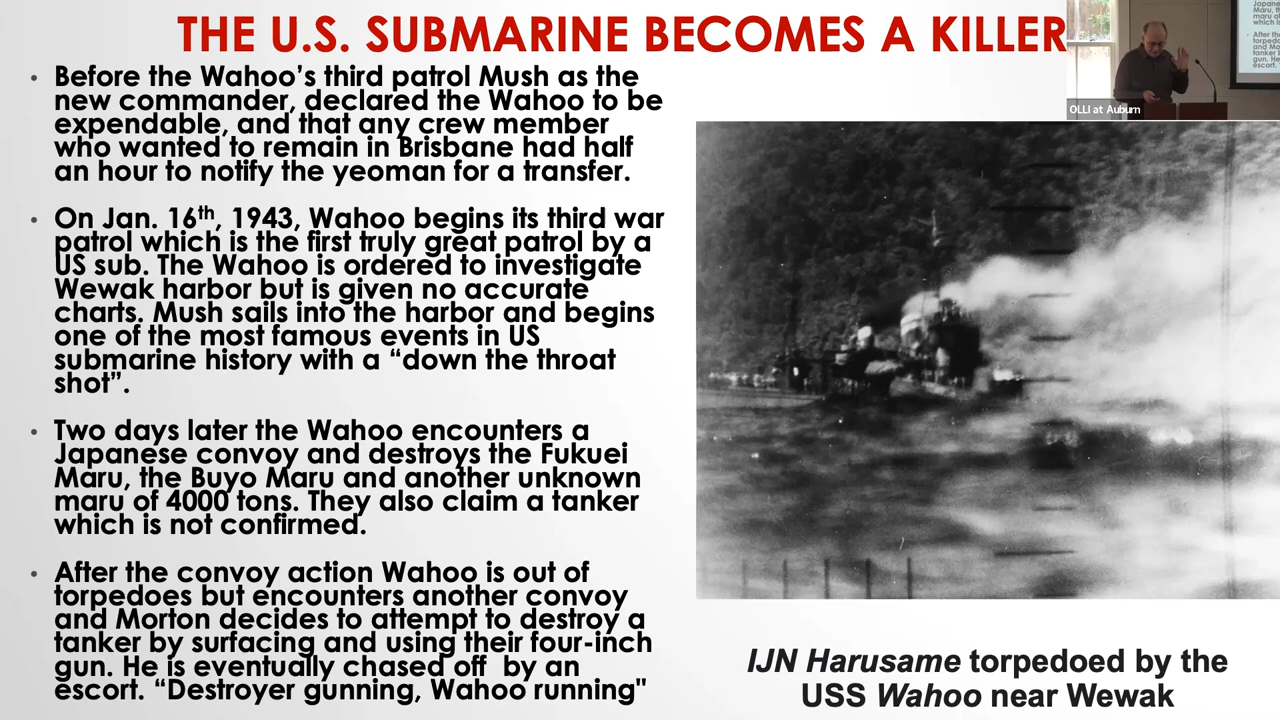 THE U.S. SUBMARINE BECOMES A KILLER
• Before the Wahoo’s third patrol Mush as the
new commander, declared the Wahoo to be
expendable, and that any crew member
who wanted to remain in Brisbane had half
an hour to notify the yeoman for a transfer.
• On Jan. 16th, 1943, Wahoo begins its third war
patrol which is the first truly great patrol by a
US sub. The Wahoo is ordered to investigate
Wewak harbor but is given no accurate
charts. Mush sails into the harbor and begins
one of the most famous events in US
submarine history with a “down the throat
shot”.
• Two days later the Wahoo encounters a
Japanese convoy and destroys the Fukuei
Maru, the Buyo Maru and another unknown
maru of 4000 tons. They also claim a tanker
which is not confirmed.
• After the convoy action Wahoo is out of
torpedoes but encounters another convoy
and Morton decides to attempt to destroy a
tanker by surfacing and using their four-inch
gun. He is eventually chased off  by an
escort. “Destroyer gunning, Wahoo running"
OLLI at Auburn
IJN Harusame torpedoed by the
USS Wahoo near Wewak